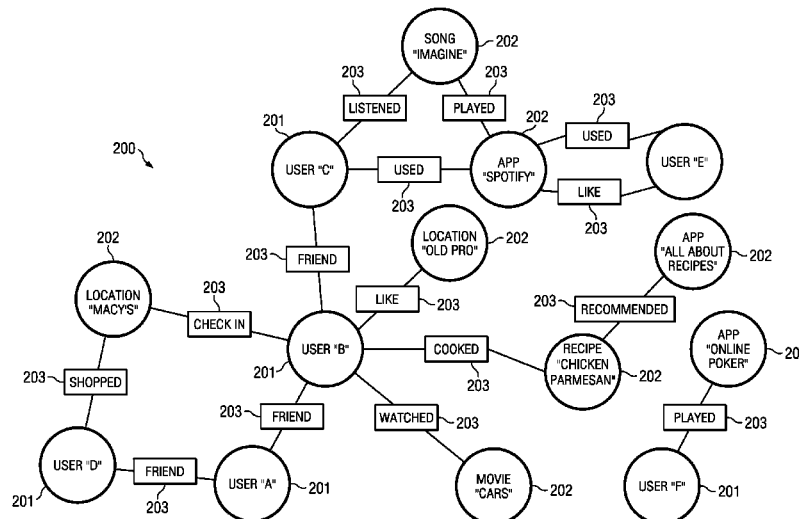 SONG
"IMAGINE"
202
203
LISTENED
203
PLAYED
201
USER "C"
203
USED
202
APP
"SPOTIFY"
203
USED
LIKE
203
USER "E"
200
203
FRIEND
LOCATION
"OLD PRO"
202
LIKE
203
APP
"ALL ABOUT
RECIPES"
202
203
RECOMMENDED
202
LOCATION
"MACY'S
203
CHECK IN
USER "B"
201
COOKED
203
RECIPE
"CHICKEN
PARMESAN"
202
APP
"ONLINE
POKER"
20
203
SHOPPED
203
FRIEND
WATCHED
203
PLAYED
203
USER "D"
201
FRIEND
203
USER "A"
201
MOVIE
"CARS"
202
USER "F"
201